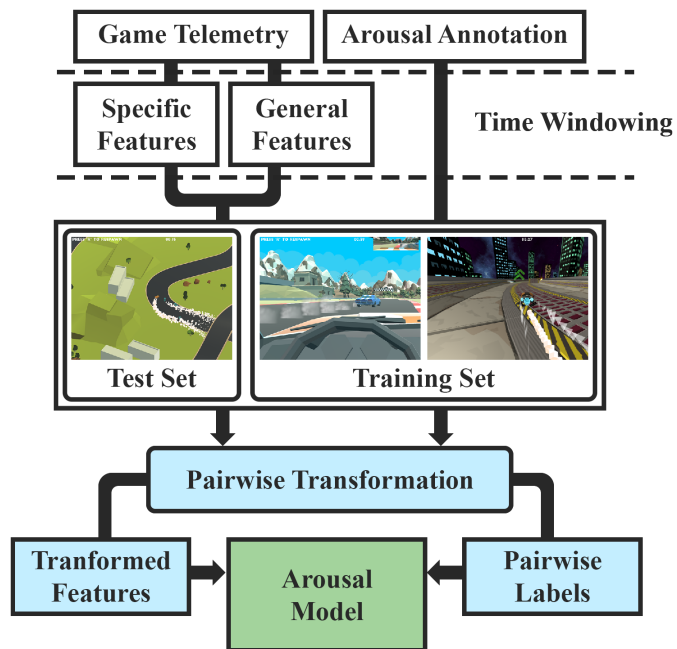 Game Telemetry
Arousal Annotation
Specific
Features
General
Features
Time Windowing
Test Set
Training Set
Pairwise Transformation
Tranformed
Features
Arousal
Model
Pairwise
Labels